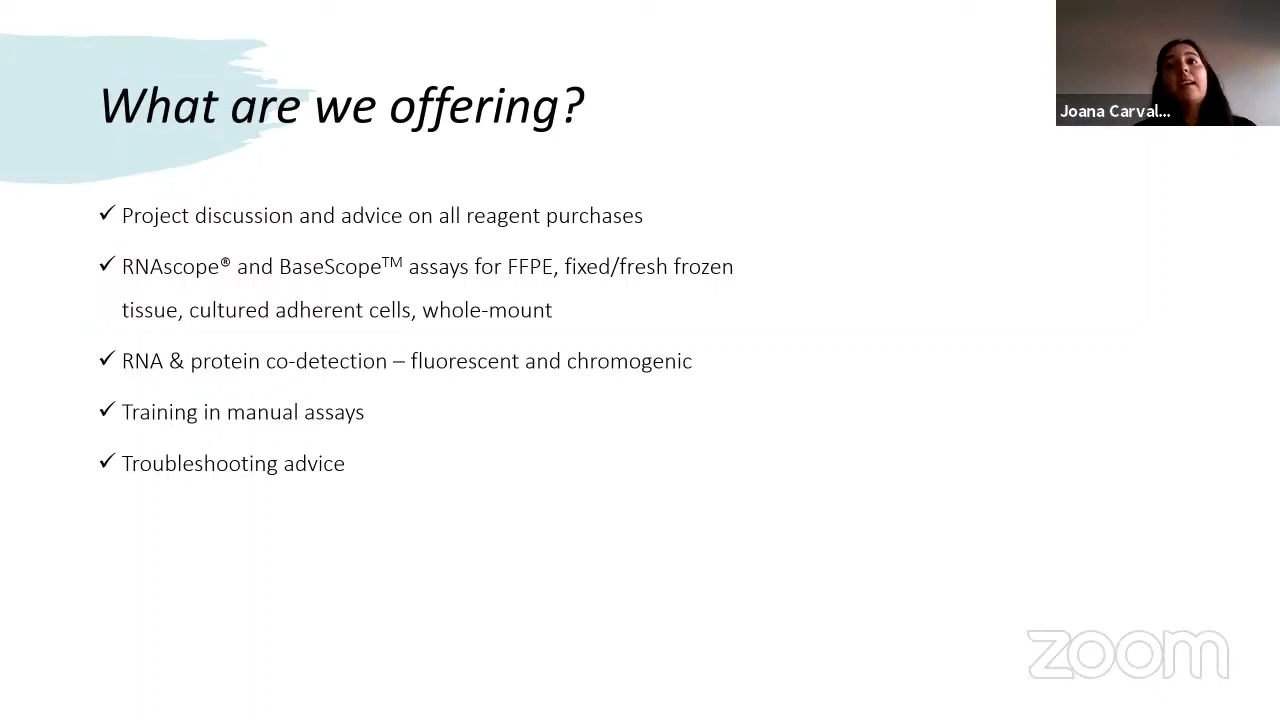 Joana Carval...
What are we offering?
✓ Project discussion and advice on all reagent purchases
✓ RNAscope® and BaseScope™ assays for FFPE, fixed/fresh frozen
tissue, cultured adherent cells, whole-mount
✓ RNA & protein co-detection – fluorescent and chromogenic
✓ Training in manual assays
✓ Troubleshooting advice
zoom